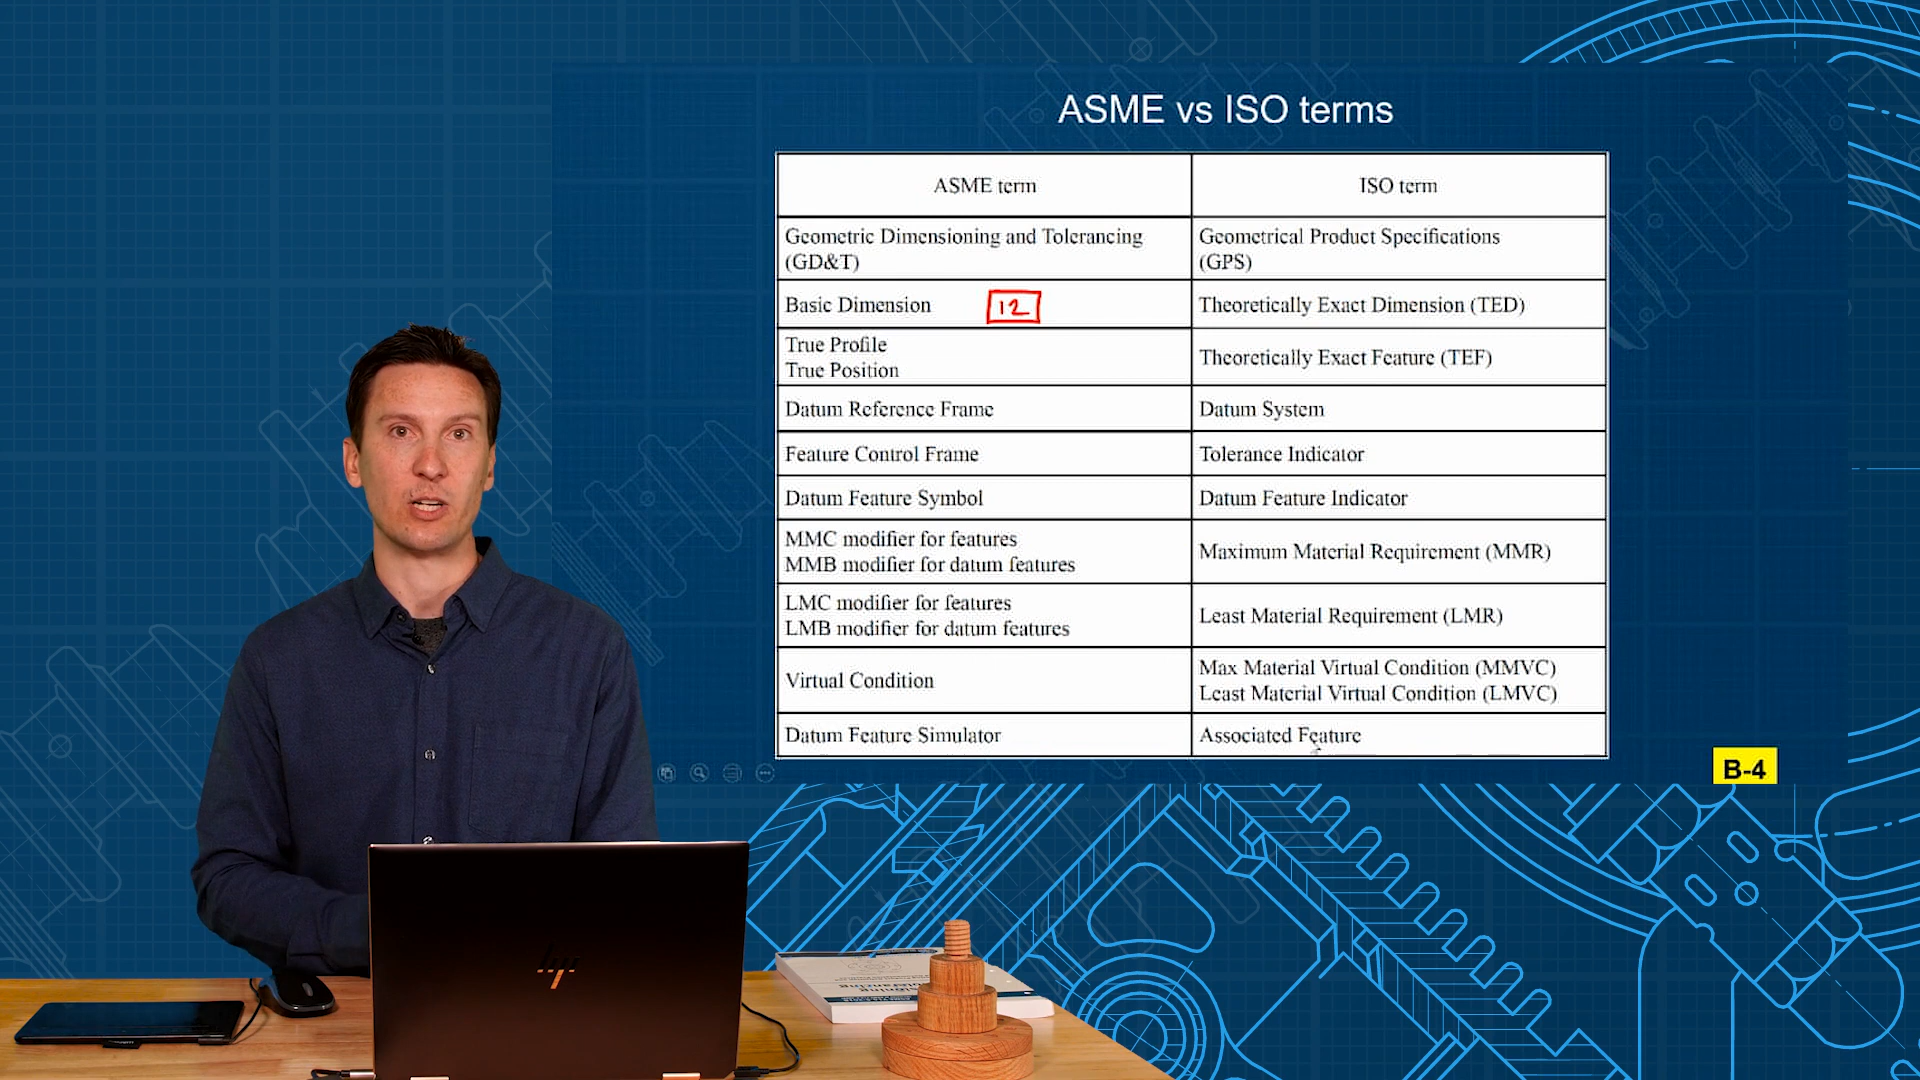 ASME vs ISO terms
ASME term
ISO term
Geometric Dimensioning and Tolerancing
(GD&T)
Geometrical Product Specifications
(GPS)
Basic Dimension
12
Theoretically Exact Dimension (TED)
True Profile
True Position
Theoretically Exact Feature (TEF)
Datum Reference Frame
Datum System
Feature Control Frame
Tolerance Indicator
Datum Feature Symbol
Datum Feature Indicator
MMC modifier for features
MMB modifier for datum features
Maximum Material Requirement (MMR)
LMC modifier for features
LMB modifier for datum features
Least Material Requirement (LMR)
Virtual Condition
Max Material Virtual Condition (MMVC)
Least Material Virtual Condition (LMVC)
Datum Feature Simulator
Associated Feature
B-4
hp